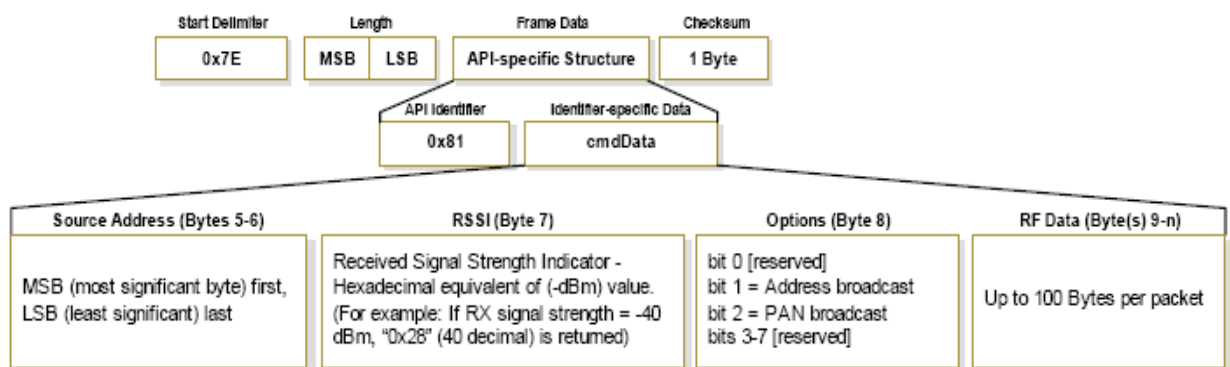 Start Delimiter
Length
Frame Data
Checksum
0x7E
MSB
LSB
API-specific Structure
1 Byte
API Identifier
Identifier-specific Data
0x81
cmdData
Source Address (Bytes 5-6)
MSB (most significant byte) first,
LSB (least significant) last
RSSI (Byte 7)
Received Signal Strength Indicator -
Hexadecimal equivalent of (-dBm) value.
(For example: If RX signal strength = -40
dBm, “0x28” (40 decimal) is returned)
Options (Byte 8)
bit 0 [reserved]
bit 1 = Address broadcast
bit 2 = PAN broadcast
bits 3-7 [reserved]
RF Data (Byte(s) 9-n)
Up to 100 Bytes per packet